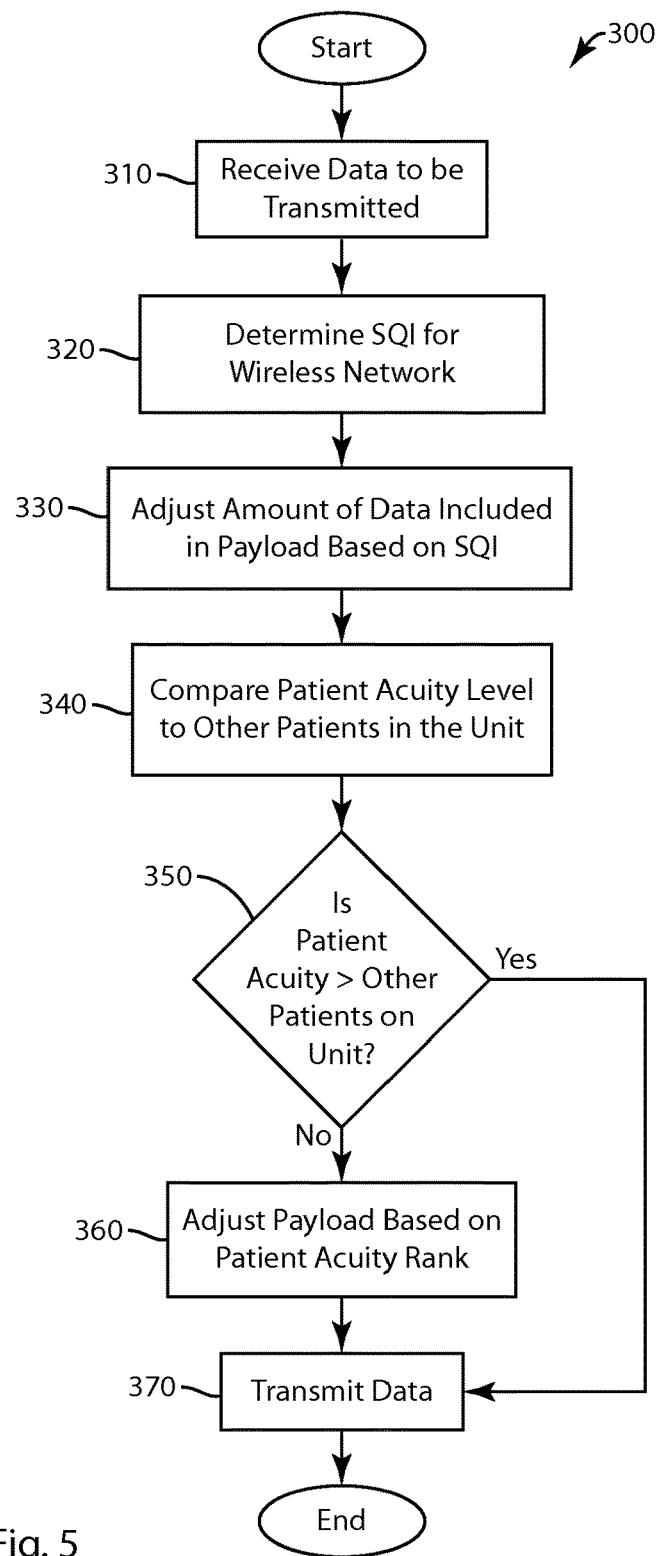 Start
300
310
Receive Data to be
Transmitted
320
Determine SQI for
Wireless Network
330
Adjust Amount of Data Included
in Payload Based on SQI
340
Compare Patient Acuity Level
to Other Patients in the Unit
350
Is
Patient
Acuity > Other
Patients on
Unit?
Yes
No
360
Adjust Payload Based on
Patient Acuity Rank
370
Transmit Data
End
Fig. 5